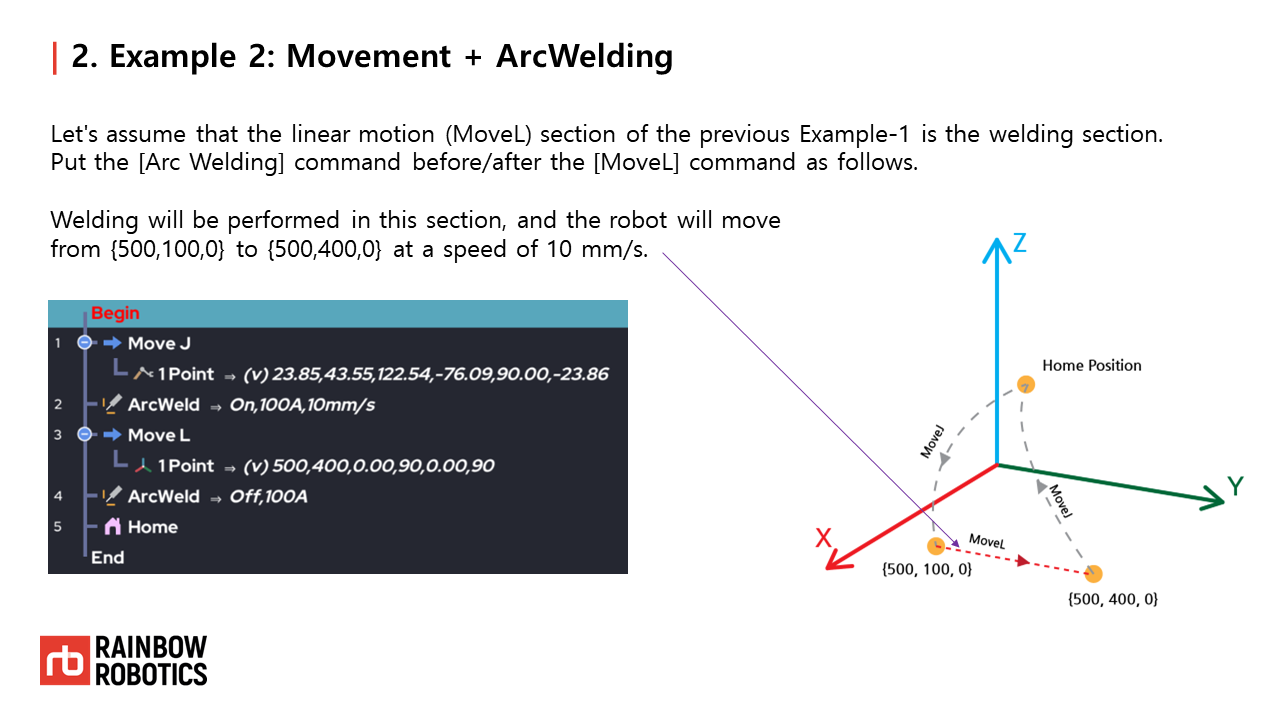 2. Example 2: Movement + ArcWelding
Let's assume that the linear motion (MoveL) section of the previous Example-1 is the welding section.
Put the [Arc Welding] command before/after the [MoveL] command as follows.
Welding will be performed in this section, and the robot will move
from {500,100,0} to {500,400,0} at a speed of 10 mm/s.
Begin
1 Move J
1 Point → (v) 23.85,43.55,122.54,-76.09,90.00,-23.86
2 ArcWeld → On,100A,10mm/s
3 Move L
1 Point → (v) 500,400,0.00,90,0.00,90
4 ArcWeld → Off,100A
5 Home
End
Z
Home Position
MoveJ
MoveJ
Y
X
MoveL
{500, 100, 0}
{500, 400, 0}
rb RAINBOW
ROBOTICS